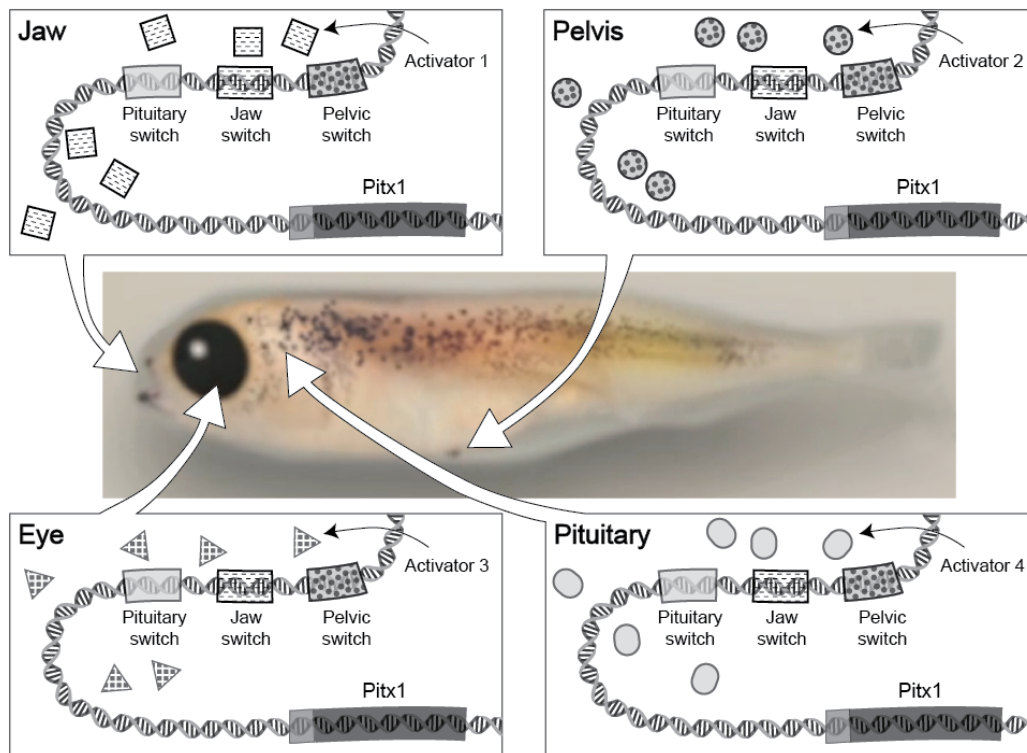 Jaw
Activator 1
Pituitary switch
Jaw switch
Pelvic switch
Pitx1
Pelvis
Activator 2
Pituitary switch
Jaw switch
Pelvic switch
Pitx1
Eye
Activator 3
Pituitary switch
Jaw switch
Pelvic switch
Pitx1
Pituitary
Activator 4
Pituitary switch
Jaw switch
Pelvic switch
Pitx1